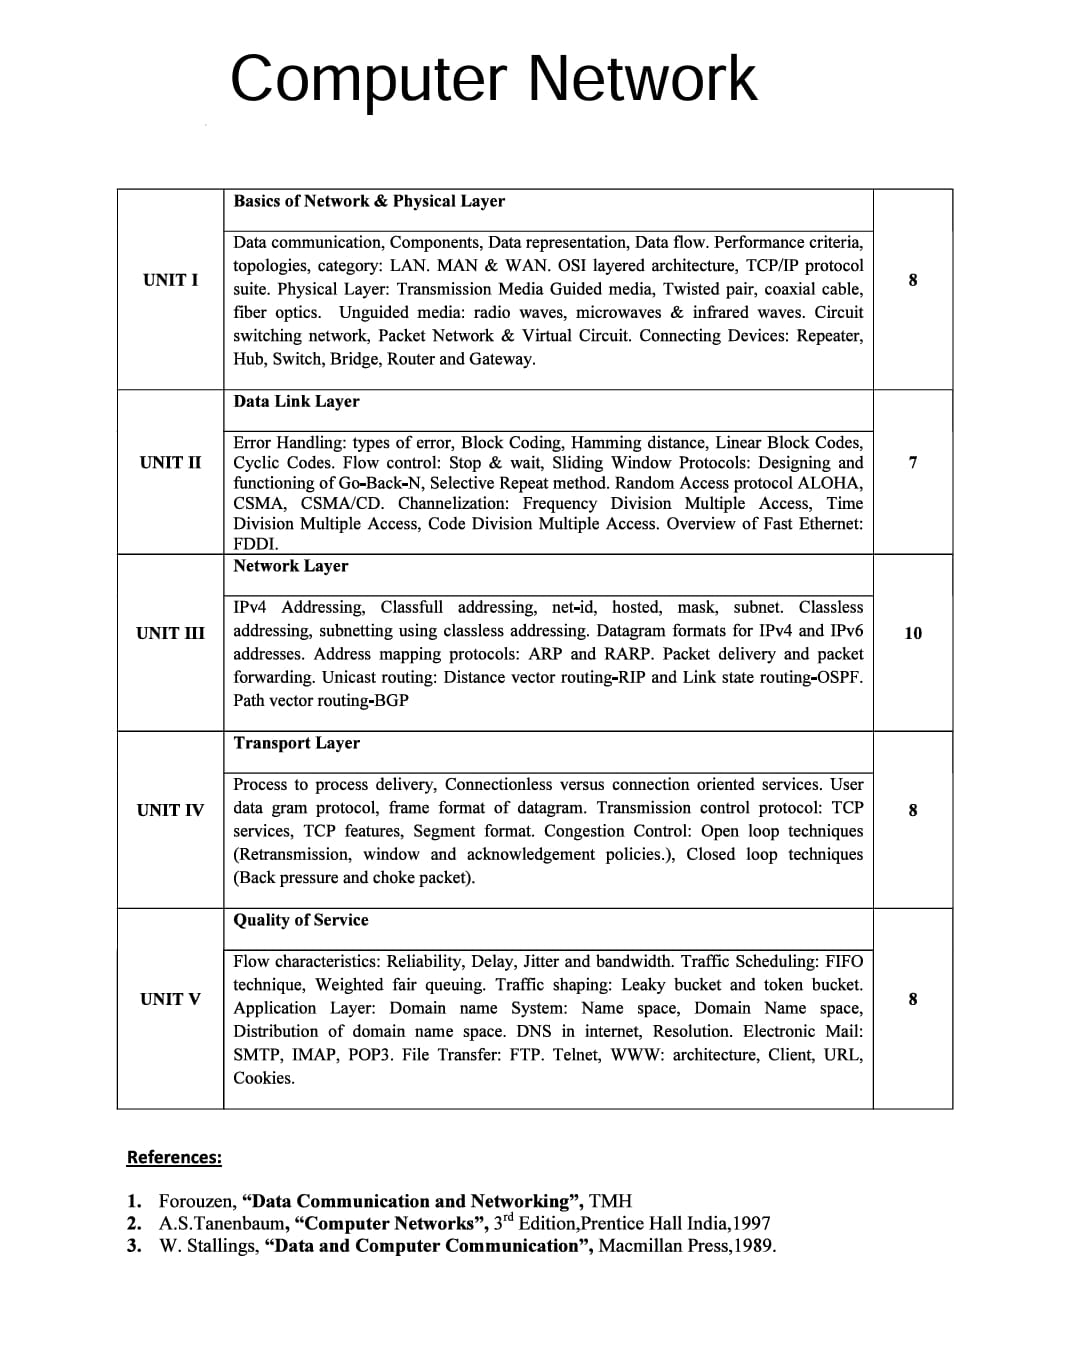 Computer Network
Basics of Network & Physical Layer
UNIT I
Data communication, Components, Data representation, Data flow. Performance criteria,
topologies, category: LAN. MAN & WAN. OSI layered architecture, TCP/IP protocol
suite. Physical Layer: Transmission Media Guided media, Twisted pair, coaxial cable,
fiber optics. Unguided media: radio waves, microwaves & infrared waves. Circuit
switching network, Packet Network & Virtual Circuit. Connecting Devices: Repeater,
Hub, Switch, Bridge, Router and Gateway.
8
Data Link Layer
UNIT II
Error Handling: types of error, Block Coding, Hamming distance, Linear Block Codes,
Cyclic Codes. Flow control: Stop & wait, Sliding Window Protocols: Designing and
functioning of Go-Back-N, Selective Repeat method. Random Access protocol ALOHA,
CSMA, CSMA/CD. Channelization: Frequency Division Multiple Access, Time
Division Multiple Access, Code Division Multiple Access. Overview of Fast Ethernet:
FDDI.
7
Network Layer
UNIT III
IPv4 Addressing, Classfull addressing, net-id, hosted, mask, subnet. Classless
addressing, subnetting using classless addressing. Datagram formats for IPv4 and IPv6
addresses. Address mapping protocols: ARP and RARP. Packet delivery and packet
forwarding. Unicast routing: Distance vector routing-RIP and Link state routing-OSPF.
Path vector routing-BGP
10
Transport Layer
UNIT IV
Process to process delivery, Connectionless versus connection oriented services. User
data gram protocol, frame format of datagram. Transmission control protocol: TCP
services, TCP features, Segment format. Congestion Control: Open loop techniques
(Retransmission, window and acknowledgement policies.), Closed loop techniques
(Back pressure and choke packet).
8
Quality of Service
UNIT V
Flow characteristics: Reliability, Delay, Jitter and bandwidth. Traffic Scheduling: FIFO
technique, Weighted fair queuing. Traffic shaping: Leaky bucket and token bucket.
Application Layer: Domain name System: Name space, Domain Name space,
Distribution of domain name space. DNS in internet, Resolution. Electronic Mail:
SMTP, IMAP, POP3. File Transfer: FTP. Telnet, WWW: architecture, Client, URL,
Cookies.
8
References:
1. Forouzen, “Data Communication and Networking”, TMH
2. A.S.Tanenbaum, “Computer Networks”, 3rd Edition,Prentice Hall India,1997
3. W. Stallings, “Data and Computer Communication”, Macmillan Press,1989.